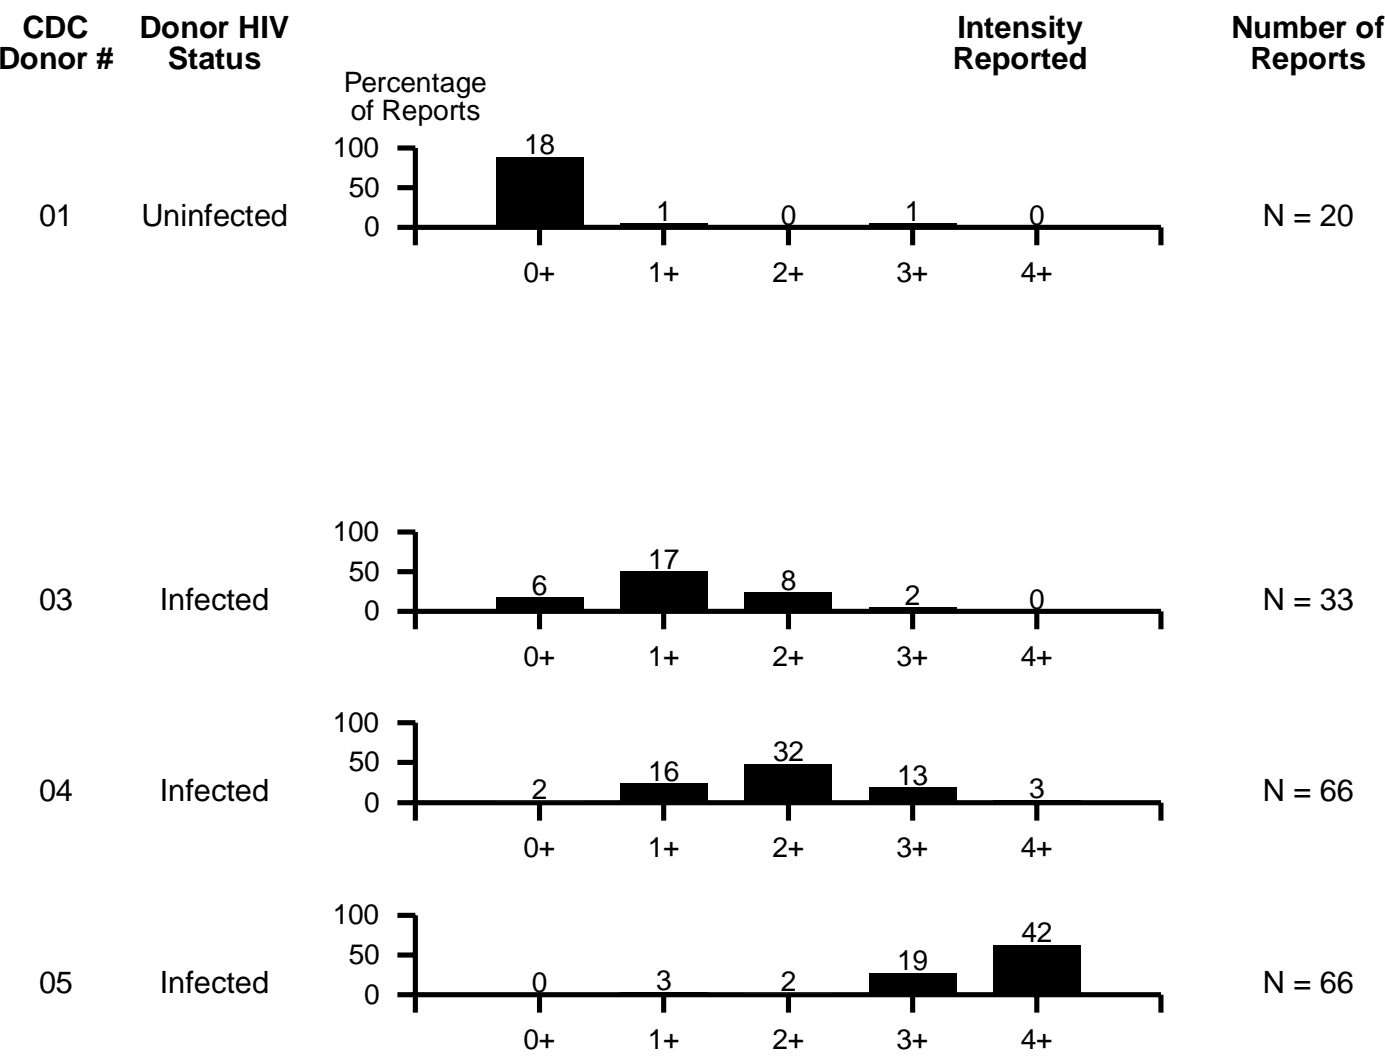 CDC Donor HIV Intensity Number of
Donor # Status Reported Reports
Percentage
of Reports
100
50
0
18 1 0 1 0
01 Uninfected N = 20
0+ 1+ 2+ 3+ 4+
100
50
0
6 17 8 2 0
03 Infected N = 33
0+ 1+ 2+ 3+ 4+
100
50
0
2 16 32 13 3
04 Infected N = 66
0+ 1+ 2+ 3+ 4+
100
50
0
0 3 2 19 42
05 Infected N = 66
0+ 1+ 2+ 3+ 4+